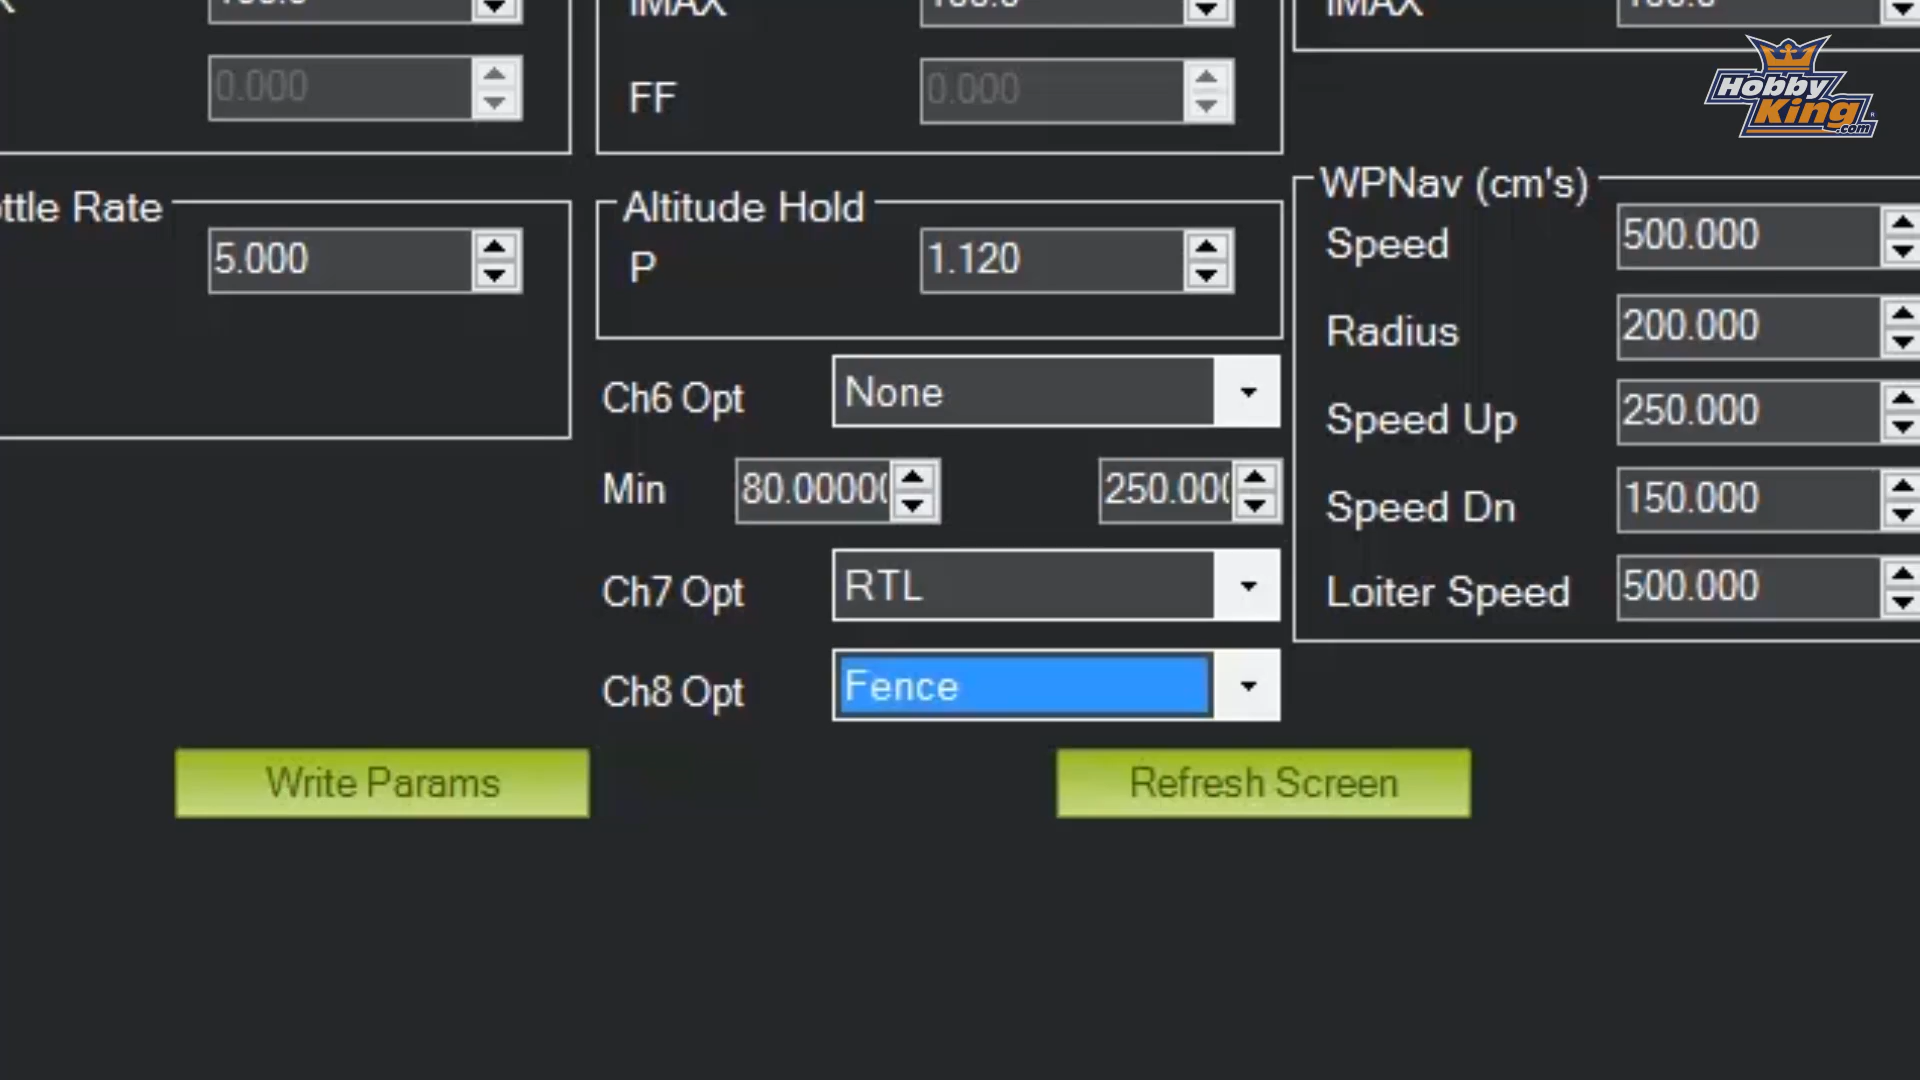 IMAX
IMAX
0.000
FF
0.000
Hobby
King
.com
ttle Rate
5.000
Altitude Hold
P
1.120
Ch6 Opt
None
Min
80.0000
250.00
Ch7 Opt
RTL
Ch8 Opt
Fence
WPNav (cm's)
Speed
500.000
Radius
200.000
Speed Up
250.000
Speed Dn
150.000
Loiter Speed
500.000
Write Params
Refresh Screen